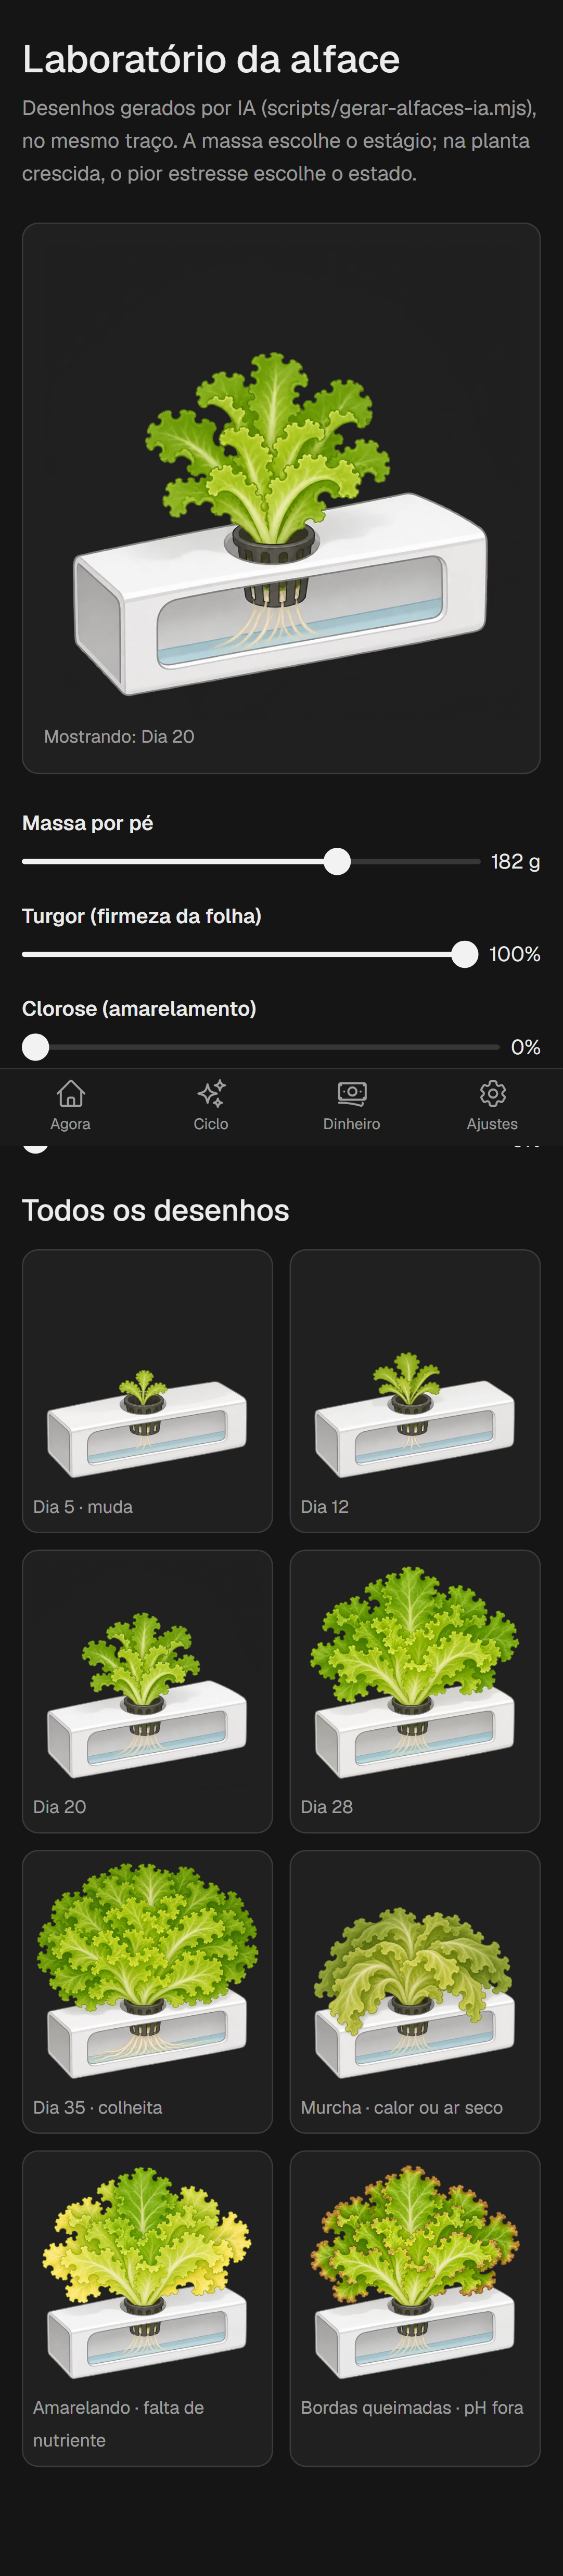 Laboratório da alface
Desenhos gerados por IA (scripts/gerar-alfaces-ia.mjs),
no mesmo traço. A massa escolhe o estágio; na planta
crescida, o pior estresse escolhe o estado.
Mostrando: Dia 20
Massa por pé
182 g
Turgor (firmeza da folha)
100%
Clorose (amarelamento)
0%
Agora
Ciclo
Dinheiro
Ajustes
Todos os desenhos
Dia 5 · muda
Dia 12
Dia 20
Dia 28
Dia 35 · colheita
Murcha · calor ou ar seco
Amarelando · falta de
nutriente
Bordas queimadas · pH fora